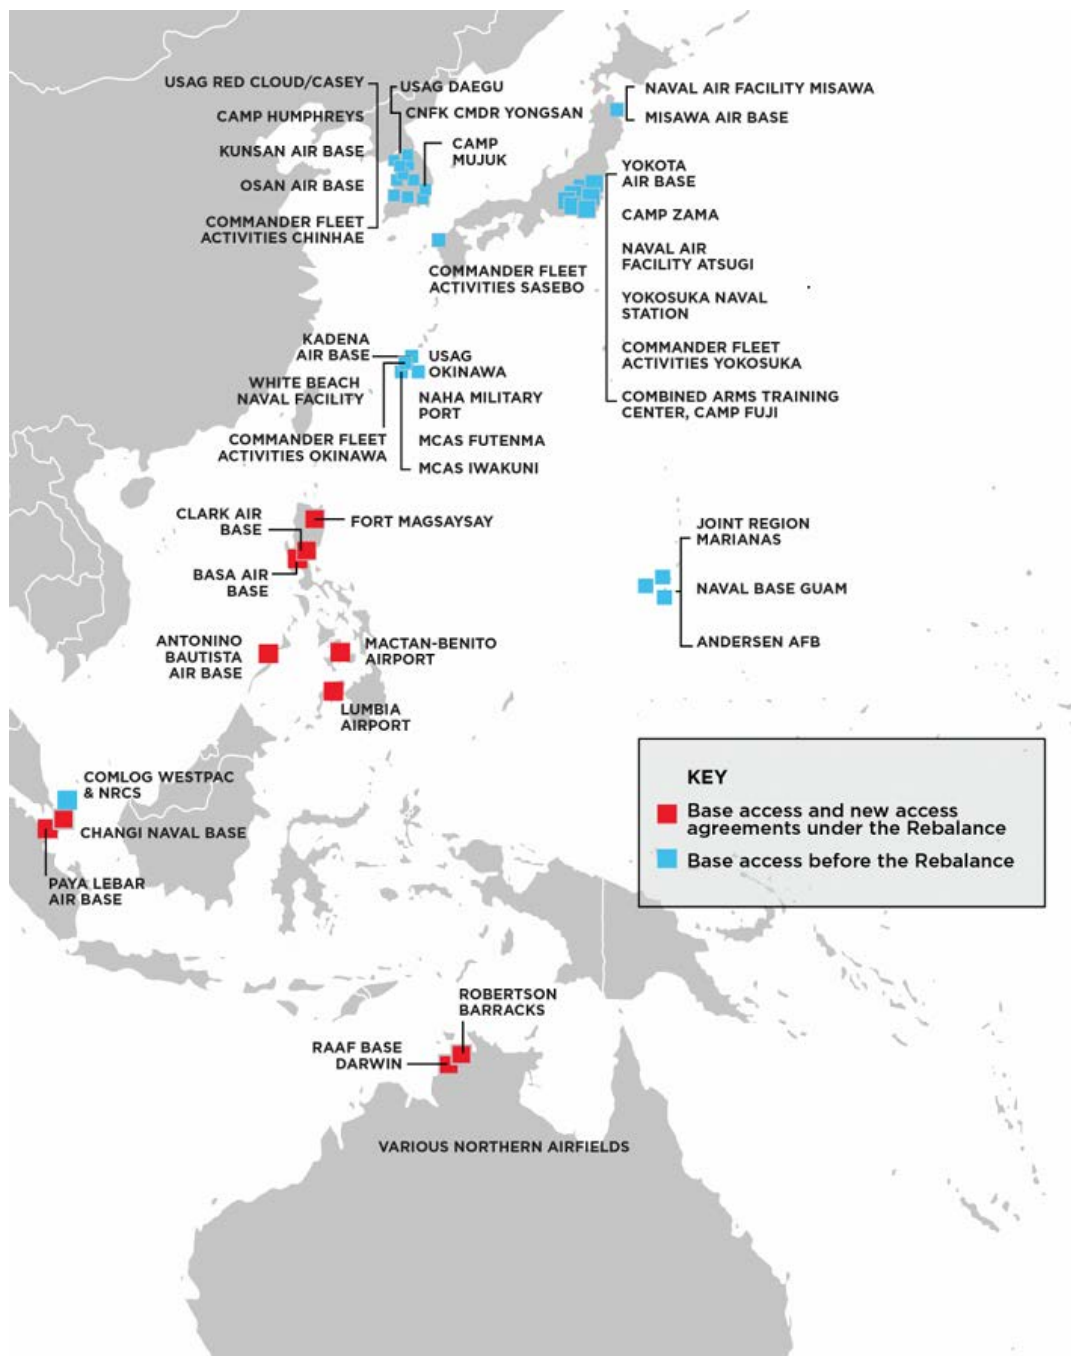 USAG RED CLOUD/CASEY
CAMP HUMPHREYS
KUNSAN AIR BASE
OSAN AIR BASE
COMMANDER FLEET
ACTIVITIES CHINHAE
USAG DAEGU
CNFK CMDR YONGSAN
CAMP
MUJUK
NAVAL AIR FACILITY MISAWA
MISAWA AIR BASE
YOKOTA
AIR BASE
CAMP ZAMA
NAVAL AIR
FACILITY ATSUGI
YOKOSUKA NAVAL
STATION
COMMANDER FLEET
ACTIVITIES YOKOSUKA
COMBINED ARMS TRAINING
CENTER, CAMP FUJI
COMMANDER FLEET
ACTIVITIES SASEBO
KADENA
AIR BASE
WHITE BEACH
NAVAL FACILITY
COMMANDER FLEET
ACTIVITIES OKINAWA
USAG
OKINAWA
NAHA MILITARY
PORT
MCAS FUTENMA
MCAS IWAKUNI
CLARK AIR
BASE
FORT MAGSAYSAY
BASA AIR
BASE
ANTONINO
BAUTISTA
AIR BASE
MACTAN-BENITO
AIRPORT
LUMBIA
AIRPORT
JOINT REGION
MARIANAS
NAVAL BASE GUAM
ANDERSEN AFB
COMLOG WESTPAC
& NRCS
CHANGI NAVAL BASE
PAYA LEBAR
AIR BASE
KEY
Base access and new access
agreements under the Rebalance
Base access before the Rebalance
ROBERTSON
BARRACKS
RAAF BASE
DARWIN
VARIOUS NORTHERN AIRFIELDS